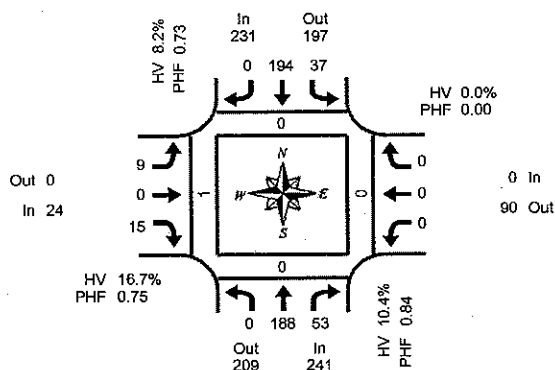 In Out
231 197
0 194 37
HV 8.2%
PHF 0.73
HV 0.0%
PHF 0.00
0
9
0
15
Out 0
In 24
1
N
W E
S
0
0
0
0
0 In
90 Out
0
HV 16.7%
PHF 0.75
0 188 53
HV 10.4%
PHF 0.84
Out In
209 241